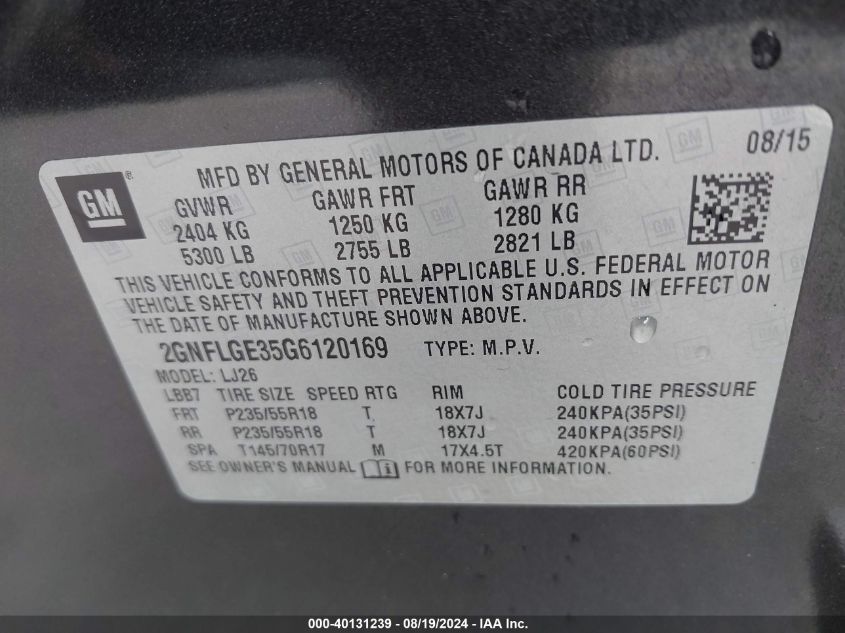 GM ®
MFD BY GENERAL MOTORS OF CANADA LTD. 08/15
GVWR GAWR FRT GAWR RR
2404 KG 1250 KG 1280 KG
5300 LB 2755 LB 2821 LB
THIS VEHICLE CONFORMS TO ALL APPLICABLE U.S. FEDERAL MOTOR
VEHICLE SAFETY AND THEFT PREVENTION STANDARDS IN EFFECT ON
THE DATE OF MANUFACTURE SHOWN ABOVE.
2GNFLGE35G6120169 TYPE: M.P.V.
MODEL: LJ26
LBB7 TIRE SIZE SPEED RTG RIM COLD TIRE PRESSURE
FRT P235/55R18 T 18X7J 240KPA(35PSI)
RR P235/55R18 T 18X7J 240KPA(35PSI)
SPA T145/70R17 M 17X4.5T 420KPA(60PSI)
SEE OWNER'S MANUAL FOR MORE INFORMATION.
000-40131239 - 08/19/2024 - IAA Inc.